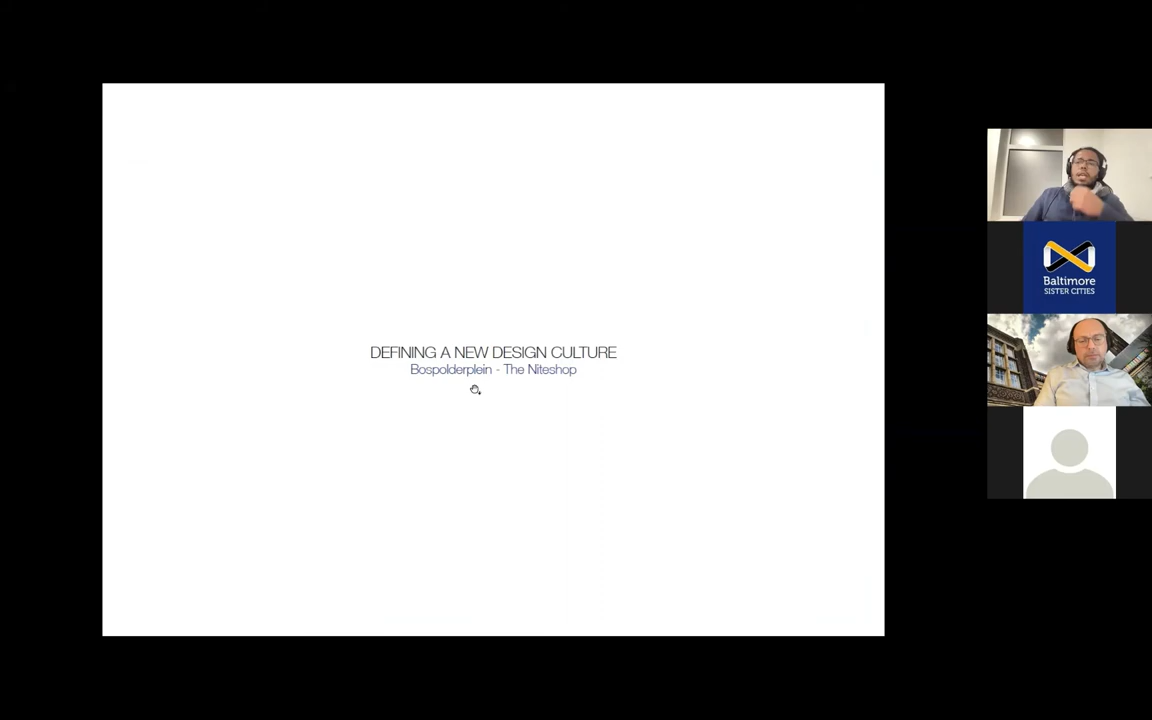 DEFINING A NEW DESIGN CULTURE
Bospolderplein - The Niteshop
Baltimore
SISTER CITIES